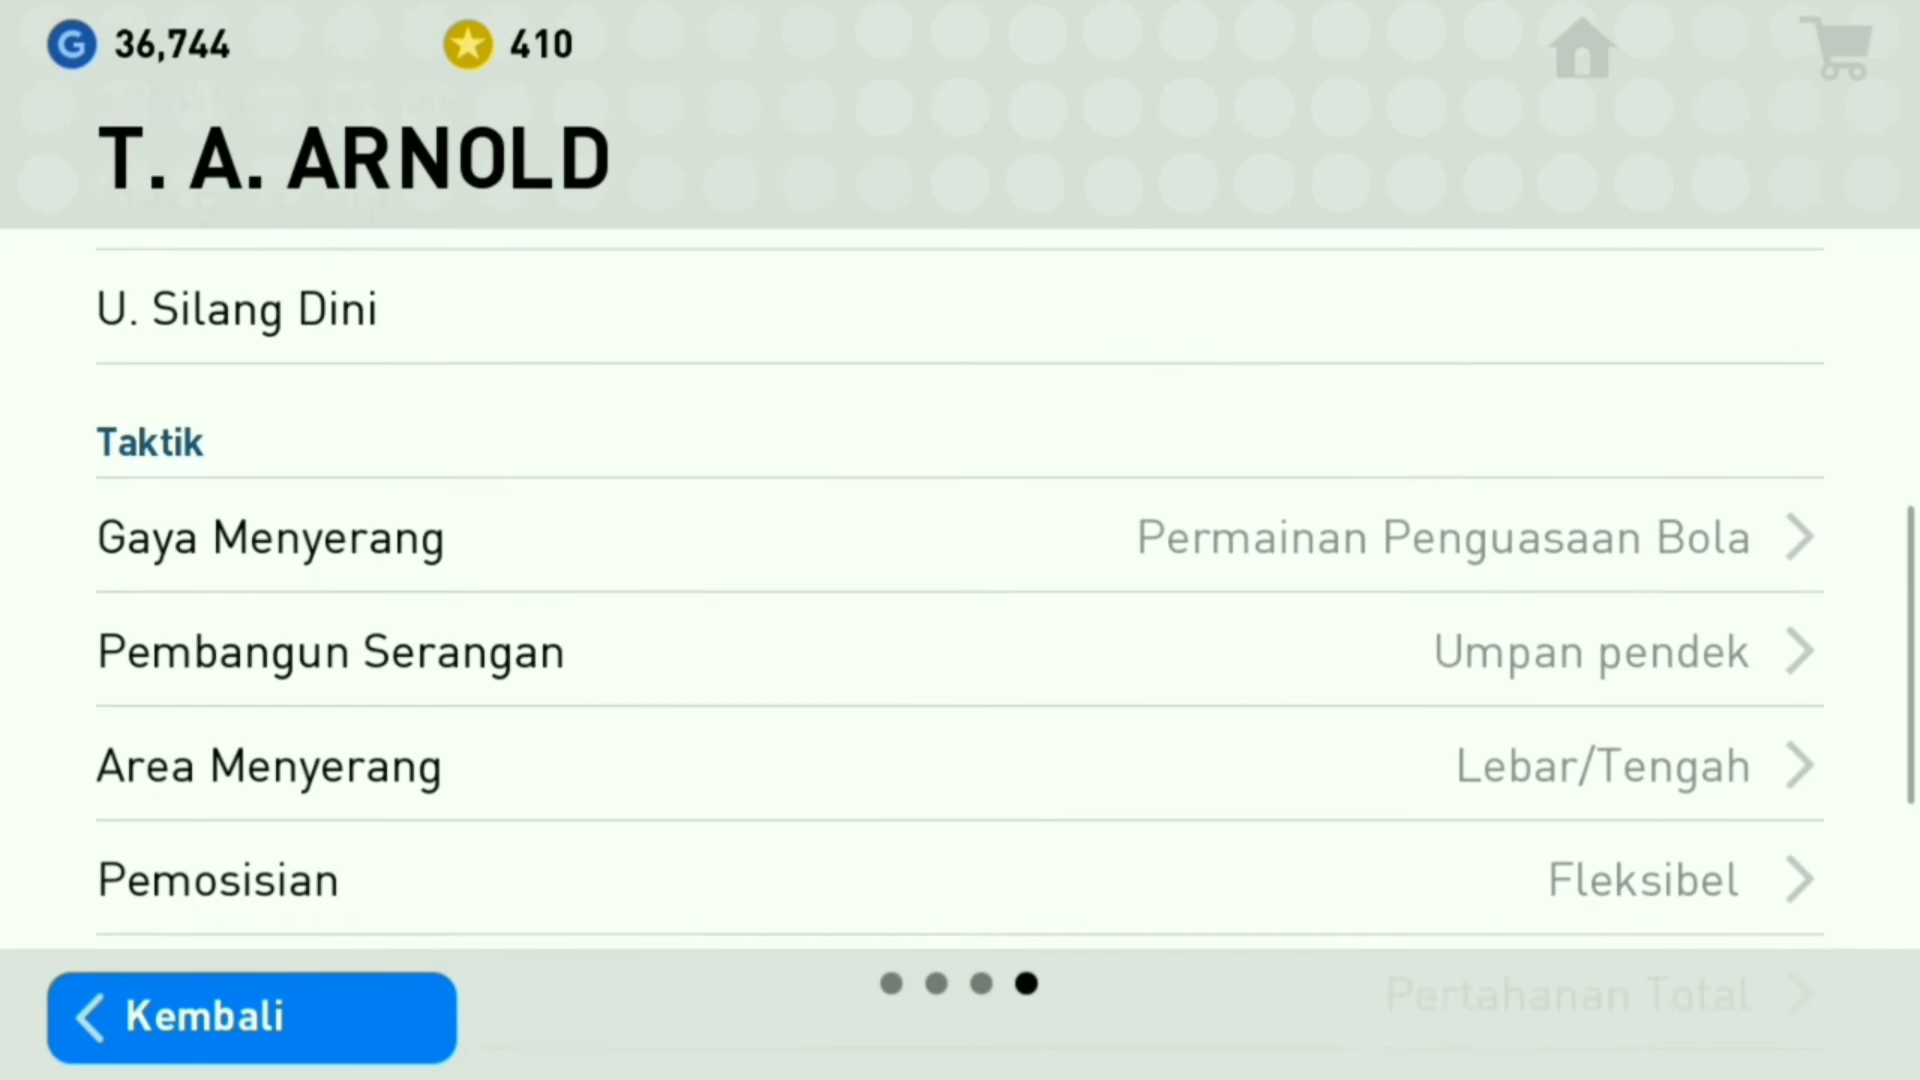 G 36,744 410
T. A. ARNOLD
U. Silang Dini
Taktik
Gaya Menyerang Permainan Penguasaan Bola
Pembangun Serangan Umpan pendek
Area Menyerang Lebar/Tengah
Pemosisian Fleksibel
Pertahanan Total
Kembali